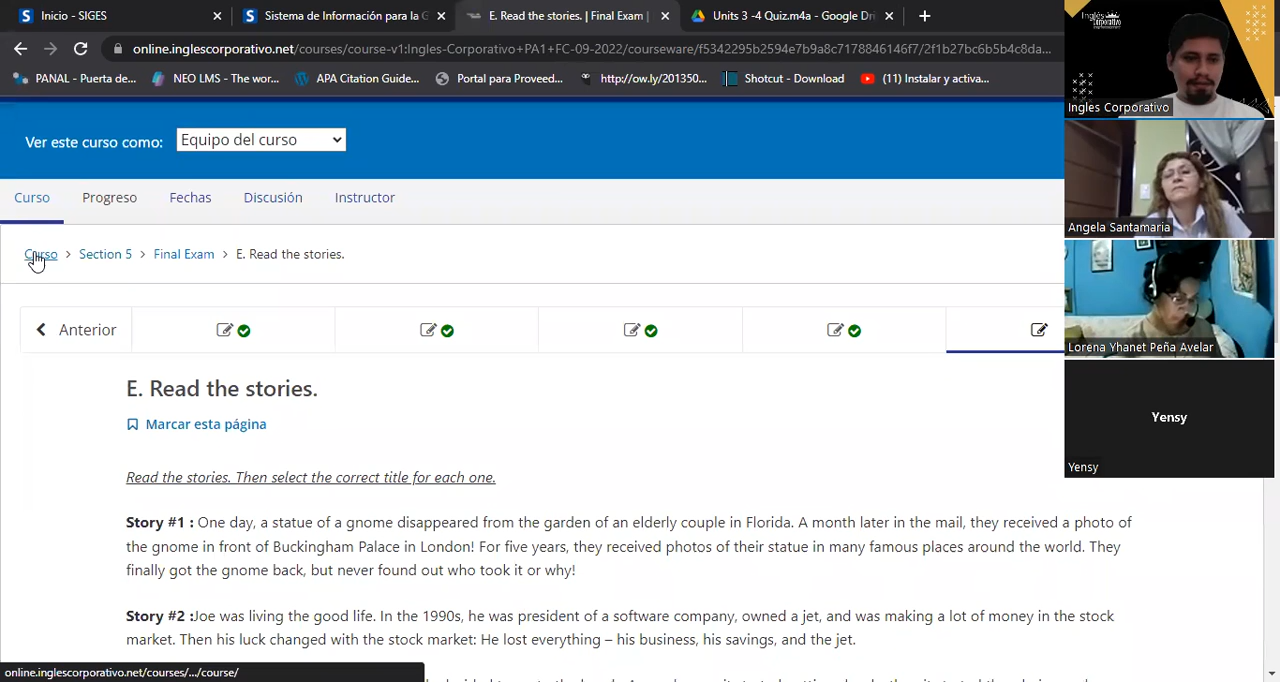 Inicio - SIGES
Sistema de Información para la G
E. Read the stories. | Final Exam |
Units 3 -4 Quiz.m4a - Google Dri
online.inglescorporativo.net/courses/course-v1:Ingles-Corporativo+PA1+FC-09-2022/courseware/f5342295b2594e7b9a8c7178846146f7/2f1b27bc6b5b4c8da...
PANAL - Puerta de...
NEO LMS - The wor...
APA Citation Guide...
Portal para Proveed...
http://ow.ly/201350...
Shotcut - Download
(11) Instalar y activa...
Ver este curso como:
Equipo del curso
Curso
Progreso
Fechas
Discusión
Instructor
Curso > Section 5 > Final Exam > E. Read the stories.
Anterior
E. Read the stories.
Marcar esta página
Read the stories. Then select the correct title for each one.
Story #1 : One day, a statue of a gnome disappeared from the garden of an elderly couple in Florida. A month later in the mail, they received a photo of
the gnome in front of Buckingham Palace in London! For five years, they received photos of their statue in many famous places around the world. They
finally got the gnome back, but never found out who took it or why!
Story #2 :Joe was living the good life. In the 1990s, he was president of a software company, owned a jet, and was making a lot of money in the stock
market. Then his luck changed with the stock market: He lost everything – his business, his savings, and the jet.
online.inglescorporativo.net/courses/.../course/
Inglés
Corporativo
Ingles Corporativo
Angela Santamaria
Lorena Yhanet Peña Avelar
Yensy
Yensy